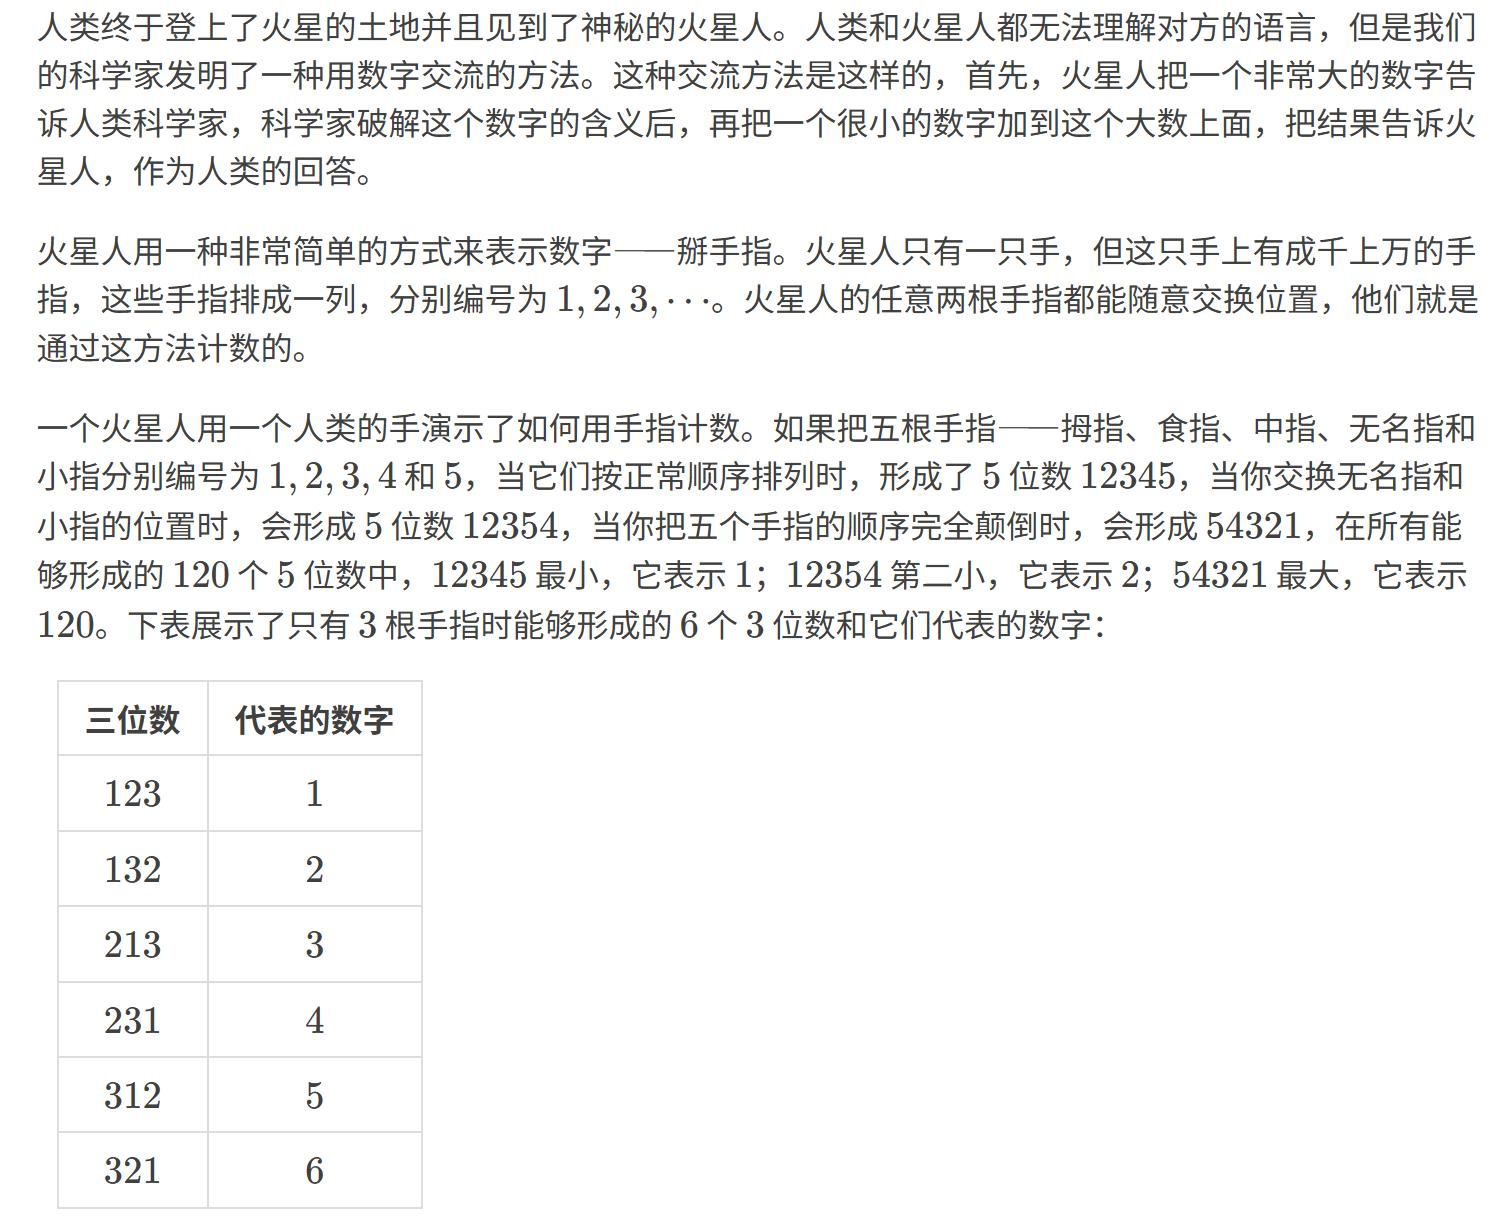 人类终于登上了火星的土地并且见到了神秘的火星人。人类和火星人都无法理解对方的语言，但是我们
的科学家发明了一种用数字交流的方法。这种交流方法是这样的，首先，火星人把一个非常大的数字告
诉人类科学家，科学家破解这个数字的含义后，再把一个很小的数字加到这个大数上面，把结果告诉火
星人，作为人类的回答。
火星人用一种非常简单的方式来表示数字——掰手指。火星人只有一只手，但这只手上有成千上万的手
指，这些手指排成一列，分别编号为 1, 2, 3, ⋯。火星人的任意两根手指都能随意交换位置，他们就是
通过这方法计数的。
一个火星人用一个人类的手演示了如何用手指计数。如果把五根手指——拇指、食指、中指、无名指和
小指分别编号为 1, 2, 3, 4 和 5，当它们按正常顺序排列时，形成了 5 位数 12345，当你交换无名指和
小指的位置时，会形成 5 位数 12354，当你把五个手指的顺序完全颠倒时，会形成 54321，在所有能
够形成的 120 个 5 位数中，12345 最小，它表示 1；12354 第二小，它表示 2；54321 最大，它表示
120。下表展示了只有 3 根手指时能够形成的 6 个 3 位数和它们代表的数字：
三位数 代表的数字
123 1
132 2
213 3
231 4
312 5
321 6